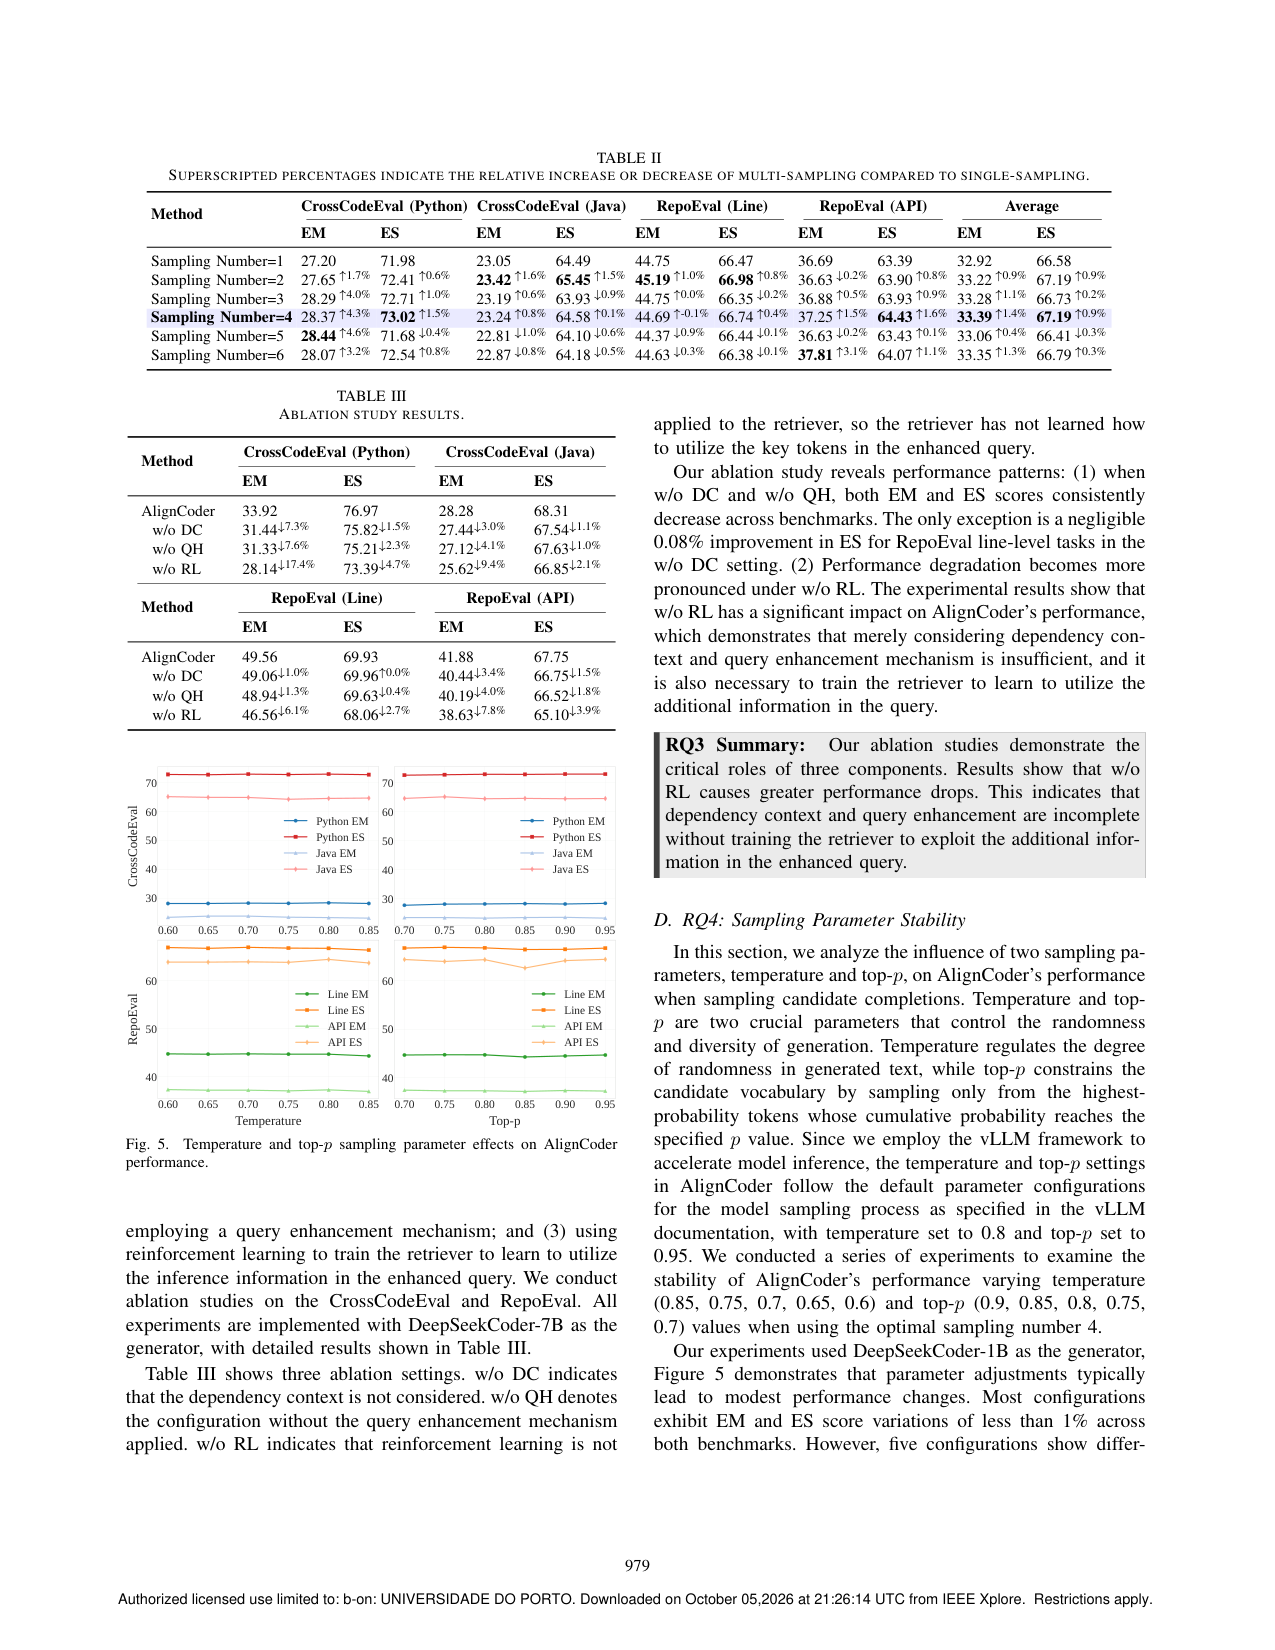 TABLE II
SUPERSCRIPTED PERCENTAGES INDICATE THE RELATIVE INCREASE OR DECREASE OF MULTI-SAMPLING COMPARED TO SINGLE-SAMPLING.
Method CrossCodeEval (Python) CrossCodeEval (Java) RepoEval (Line) RepoEval (API) Average
EM ES EM ES EM ES EM ES EM ES
Sampling Number=1 27.20 71.98 23.05 64.49 44.75 66.47 36.69 63.39 32.92 66.58
Sampling Number=2 27.65 ↑1.7% 72.41 ↑0.6% 23.42 ↑1.6% 65.45 ↑1.5% 45.19 ↑1.0% 66.98 ↑0.8% 36.63 ↓0.2% 63.90 ↑0.8% 33.22 ↑0.9% 67.19 ↑0.9%
Sampling Number=3 28.29 ↑4.0% 72.71 ↑1.0% 23.19 ↑0.6% 63.93 ↓0.9% 44.75 ↑0.0% 66.35 ↓0.2% 36.88 ↑0.5% 63.93 ↑0.9% 33.28 ↑1.1% 66.73 ↑0.2%
Sampling Number=4 28.37 ↑4.3% 73.02 ↑1.5% 23.24 ↑0.8% 64.58 ↑0.1% 44.69 ↑-0.1% 66.74 ↑0.4% 37.25 ↑1.5% 64.43 ↑1.6% 33.39 ↑1.4% 67.19 ↑0.9%
Sampling Number=5 28.44 ↑4.6% 71.68 ↓0.4% 22.81 ↓1.0% 64.10 ↓0.6% 44.37 ↓0.9% 66.44 ↓0.1% 36.63 ↓0.2% 63.43 ↑0.1% 33.06 ↑0.4% 66.41 ↓0.3%
Sampling Number=6 28.07 ↑3.2% 72.54 ↑0.8% 22.87 ↓0.8% 64.18 ↓0.5% 44.63 ↓0.3% 66.38 ↓0.1% 37.81 ↑3.1% 64.07 ↑1.1% 33.35 ↑1.3% 66.79 ↑0.3%
TABLE III
ABLATION STUDY RESULTS.
Method CrossCodeEval (Python) CrossCodeEval (Java)
EM ES EM ES
AlignCoder 33.92 76.97 28.28 68.31
w/o DC 31.44↓7.3% 75.82↓1.5% 27.44↓3.0% 67.54↓1.1%
w/o QH 31.33↓7.6% 75.21↓2.3% 27.12↓4.1% 67.63↓1.0%
w/o RL 28.14↓17.4% 73.39↓4.7% 25.62↓9.4% 66.85↓2.1%
Method RepoEval (Line) RepoEval (API)
EM ES EM ES
AlignCoder 49.56 69.93 41.88 67.75
w/o DC 49.06↓1.0% 69.96↑0.0% 40.44↓3.4% 66.75↓1.5%
w/o QH 48.94↓1.3% 69.63↓0.4% 40.19↓4.0% 66.52↓1.8%
w/o RL 46.56↓6.1% 68.06↓2.7% 38.63↓7.8% 65.10↓3.9%
CrossCodeEval
70
60
50
40
30
Python EM
Python ES
Java EM
Java ES
0.60 0.65 0.70 0.75 0.80 0.85
70
60
50
40
30
Python EM
Python ES
Java EM
Java ES
0.70 0.75 0.80 0.85 0.90 0.95
RepoEval
60
50
40
Line EM
Line ES
API EM
API ES
0.60 0.65 0.70 0.75 0.80 0.85
Temperature
60
50
40
Line EM
Line ES
API EM
API ES
0.70 0.75 0.80 0.85 0.90 0.95
Top-p
Fig. 5. Temperature and top-p sampling parameter effects on AlignCoder
performance.
employing a query enhancement mechanism; and (3) using
reinforcement learning to train the retriever to learn to utilize
the inference information in the enhanced query. We conduct
ablation studies on the CrossCodeEval and RepoEval. All
experiments are implemented with DeepSeekCoder-7B as the
generator, with detailed results shown in Table III.
Table III shows three ablation settings. w/o DC indicates
that the dependency context is not considered. w/o QH denotes
the configuration without the query enhancement mechanism
applied. w/o RL indicates that reinforcement learning is not
applied to the retriever, so the retriever has not learned how
to utilize the key tokens in the enhanced query.
Our ablation study reveals performance patterns: (1) when
w/o DC and w/o QH, both EM and ES scores consistently
decrease across benchmarks. The only exception is a negligible
0.08% improvement in ES for RepoEval line-level tasks in the
w/o DC setting. (2) Performance degradation becomes more
pronounced under w/o RL. The experimental results show that
w/o RL has a significant impact on AlignCoder's performance,
which demonstrates that merely considering dependency con-
text and query enhancement mechanism is insufficient, and it
is also necessary to train the retriever to learn to utilize the
additional information in the query.
RQ3 Summary: Our ablation studies demonstrate the
critical roles of three components. Results show that w/o
RL causes greater performance drops. This indicates that
dependency context and query enhancement are incomplete
without training the retriever to exploit the additional infor-
mation in the enhanced query.
D. RQ4: Sampling Parameter Stability
In this section, we analyze the influence of two sampling pa-
rameters, temperature and top-p, on AlignCoder's performance
when sampling candidate completions. Temperature and top-
p are two crucial parameters that control the randomness
and diversity of generation. Temperature regulates the degree
of randomness in generated text, while top-p constrains the
candidate vocabulary by sampling only from the highest-
probability tokens whose cumulative probability reaches the
specified p value. Since we employ the vLLM framework to
accelerate model inference, the temperature and top-p settings
in AlignCoder follow the default parameter configurations
for the model sampling process as specified in the vLLM
documentation, with temperature set to 0.8 and top-p set to
0.95. We conducted a series of experiments to examine the
stability of AlignCoder's performance varying temperature
(0.85, 0.75, 0.7, 0.65, 0.6) and top-p (0.9, 0.85, 0.8, 0.75,
0.7) values when using the optimal sampling number 4.
Our experiments used DeepSeekCoder-1B as the generator,
Figure 5 demonstrates that parameter adjustments typically
lead to modest performance changes. Most configurations
exhibit EM and ES score variations of less than 1% across
both benchmarks. However, five configurations show differ-
979
Authorized licensed use limited to: b-on: UNIVERSIDADE DO PORTO. Downloaded on October 05,2026 at 21:26:14 UTC from IEEE Xplore. Restrictions apply.